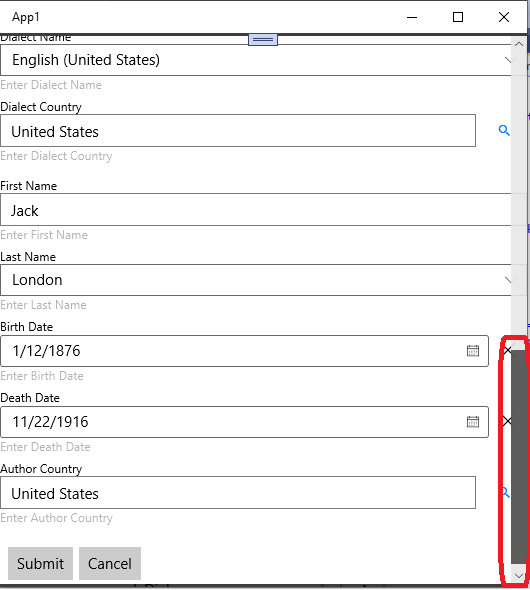 App1
Dialect Name
English (United States)
Enter Dialect Name
Dialect Country
United States
Enter Dialect Country
First Name
Jack
Enter First Name
Last Name
London
Enter Last Name
Birth Date
1/12/1876
Enter Birth Date
Death Date
11/22/1916
Enter Death Date
Author Country
United States
Enter Author Country
Submit Cancel